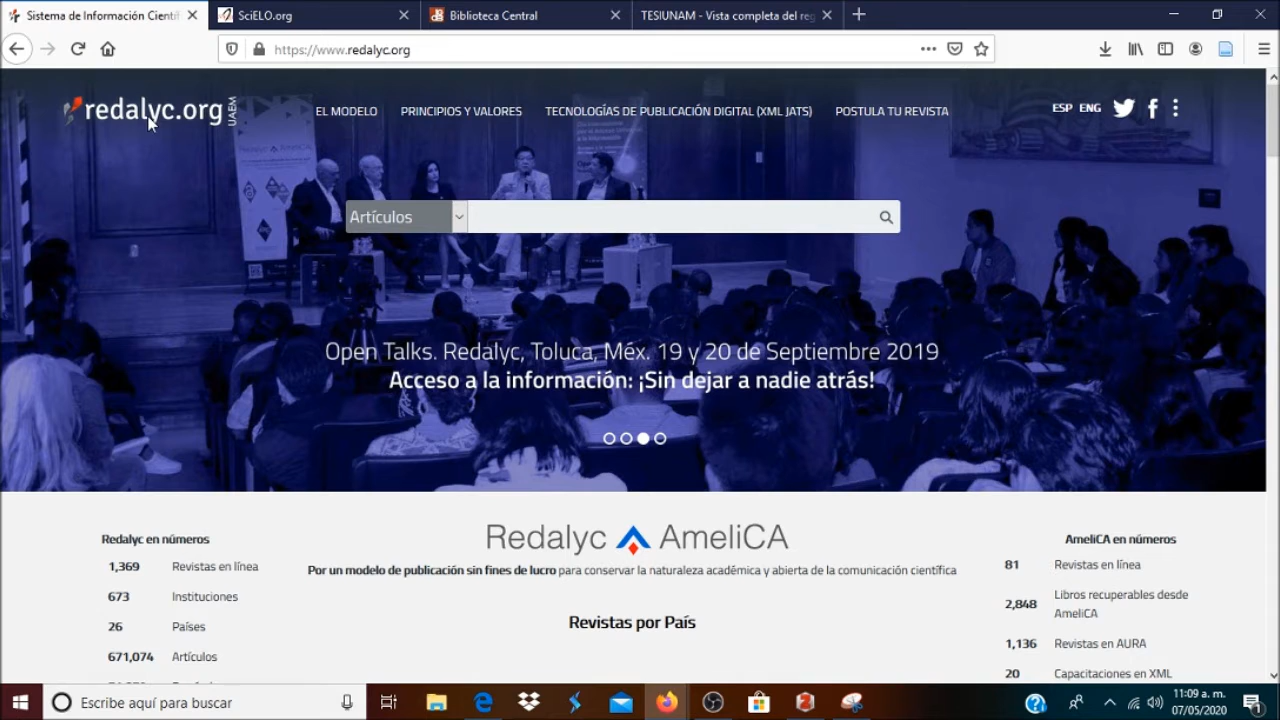 Sistema de Información Científ
SciELO.org
Biblioteca Central
TESIUNAM - Vista completa del reg
https://www.redalyc.org
redalyc.org
UAEM
EL MODELO
PRINCIPIOS Y VALORES
TECNOLOGÍAS DE PUBLICACIÓN DIGITAL (XML JATS)
POSTULA TU REVISTA
ESP ENG
Redalyc AmeliCA
Artículos
Open Talks. Redalyc, Toluca, Méx. 19 y 20 de Septiembre 2019
Acceso a la información: ¡Sin dejar a nadie atrás!
Redalyc en números
1,369 Revistas en línea
673 Instituciones
26 Países
671,074 Artículos
Redalyc AmeliCA
Por un modelo de publicación sin fines de lucro para conservar la naturaleza académica y abierta de la comunicación científica
Revistas por País
AmeliCA en números
81 Revistas en línea
2,848 Libros recuperables desde
AmeliCA
1,136 Revistas en AURA
20 Capacitaciones en XML
Escribe aquí para buscar
11:09 a. m.
07/05/2020
1